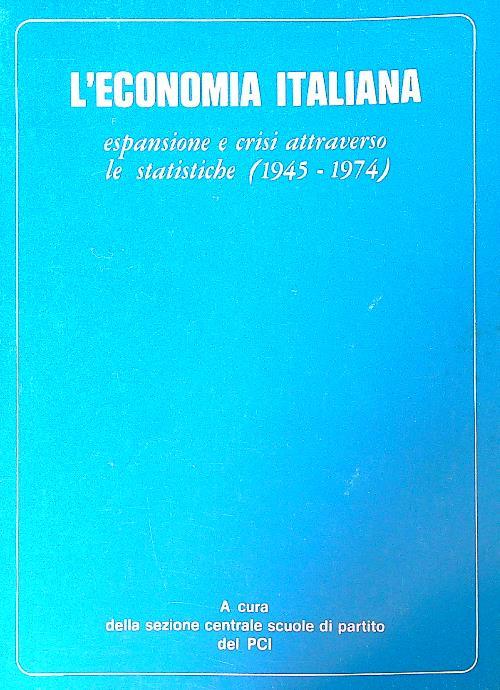 L'ECONOMIA ITALIANA
espansione e crisi attraverso
le statistiche (1945 - 1974)
A cura
della sezione centrale scuole di partito
del PCI